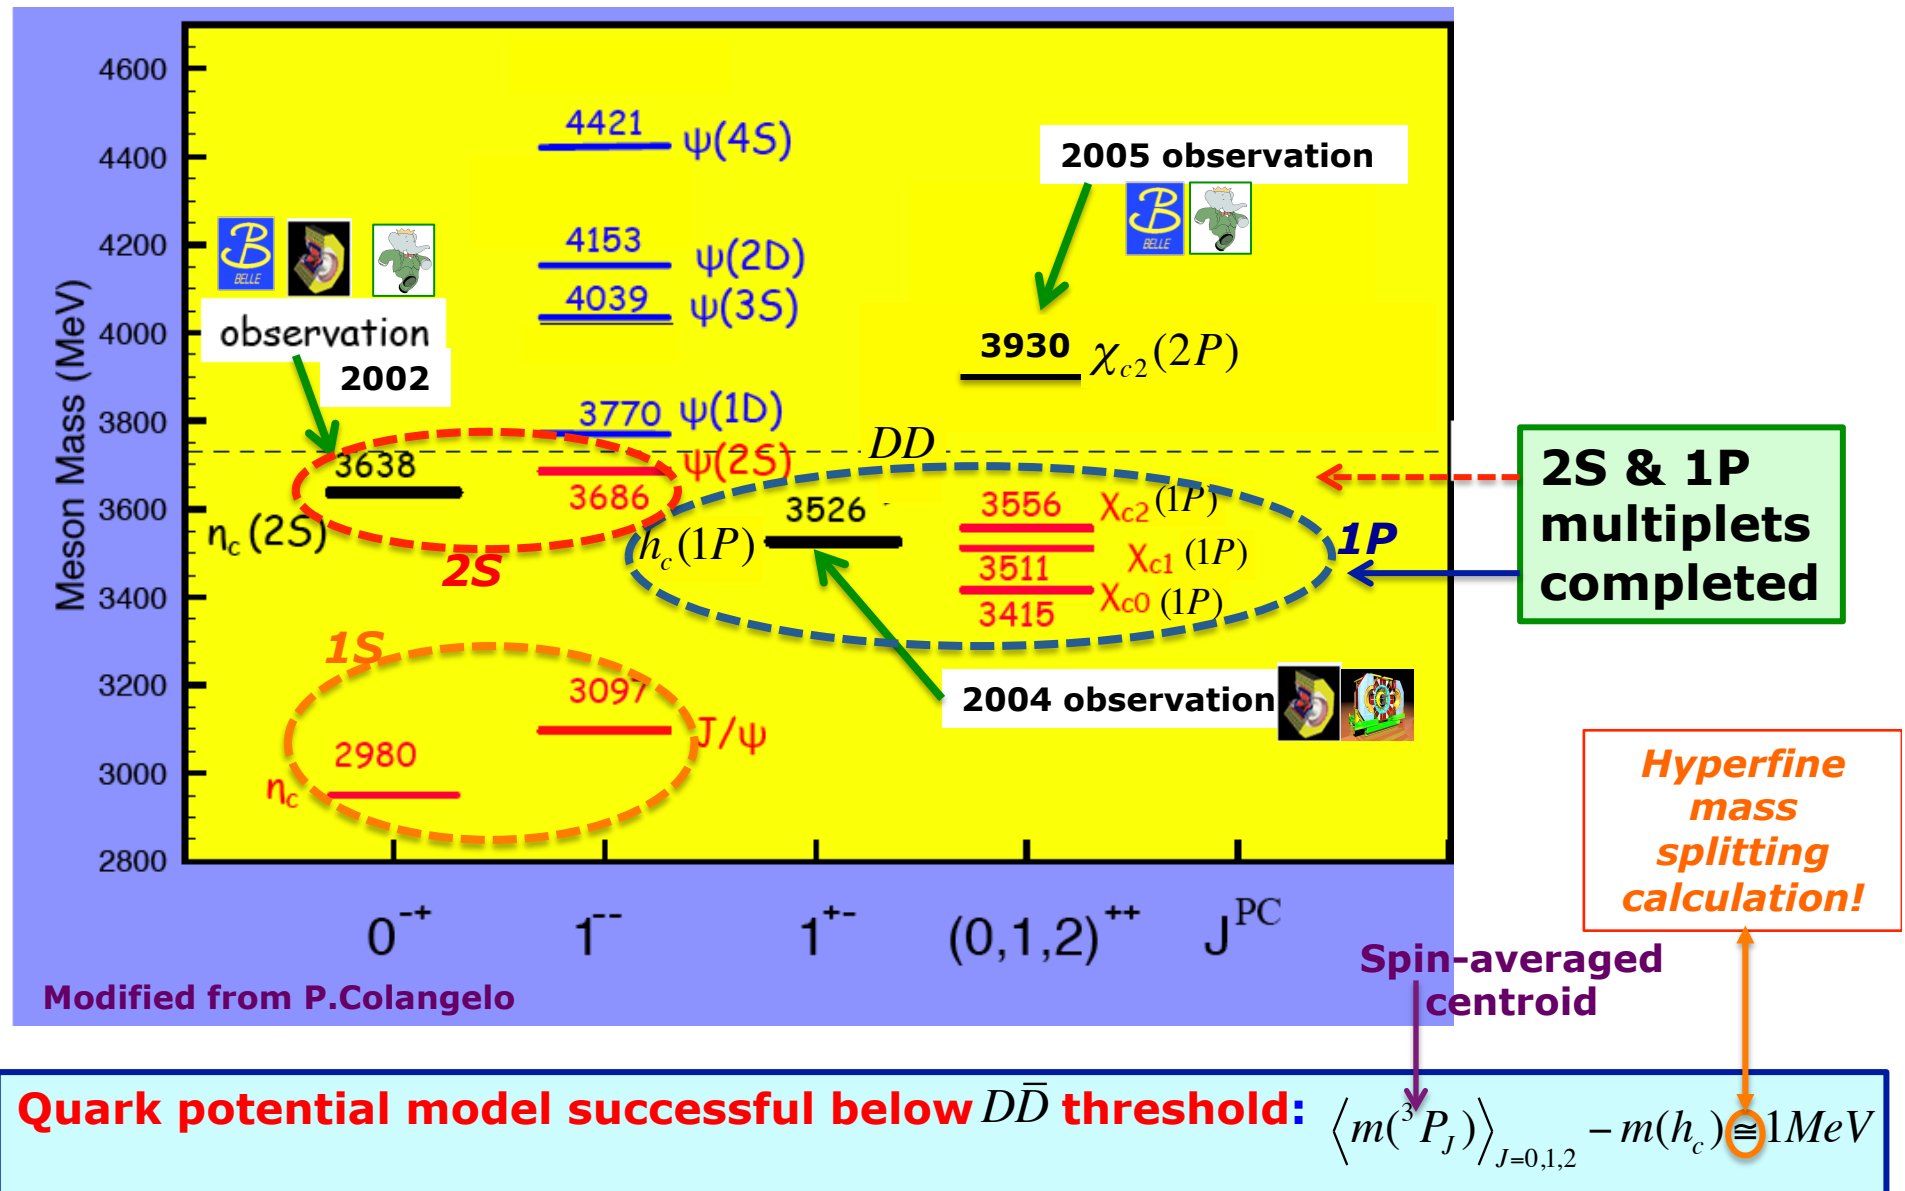 Meson Mass (MeV)
4600
4400
4200
4000
3800
3600
3400
3200
3000
2800
4421
ψ(4S)
2005 observation
B
BELLE
B
BELLE
4153
ψ(2D)
4039
ψ(3S)
observation
2002
3930
χc2(2P)
3770
ψ(1D)
DD
3638
ψ(2S)
3686
ηc(2S)
2S
3526
hc(1P)
3556
χc2 (1P)
3511
χc1 (1P)
χc0 (1P)
3415
1P
2S & 1P
multiplets
completed
1S
3097
J/ψ
2980
ηc
2004 observation
Hyperfine
mass
splitting
calculation!
0⁻⁺
1⁻⁻
1⁺⁻
(0,1,2)⁺⁺
Jᴾᶜ
Spin-averaged
centroid
Modified from P.Colangelo
Quark potential model successful below DD̅ threshold: ⟨m(³P_J)⟩_J=0,1,2 − m(hc) ≅ 1MeV